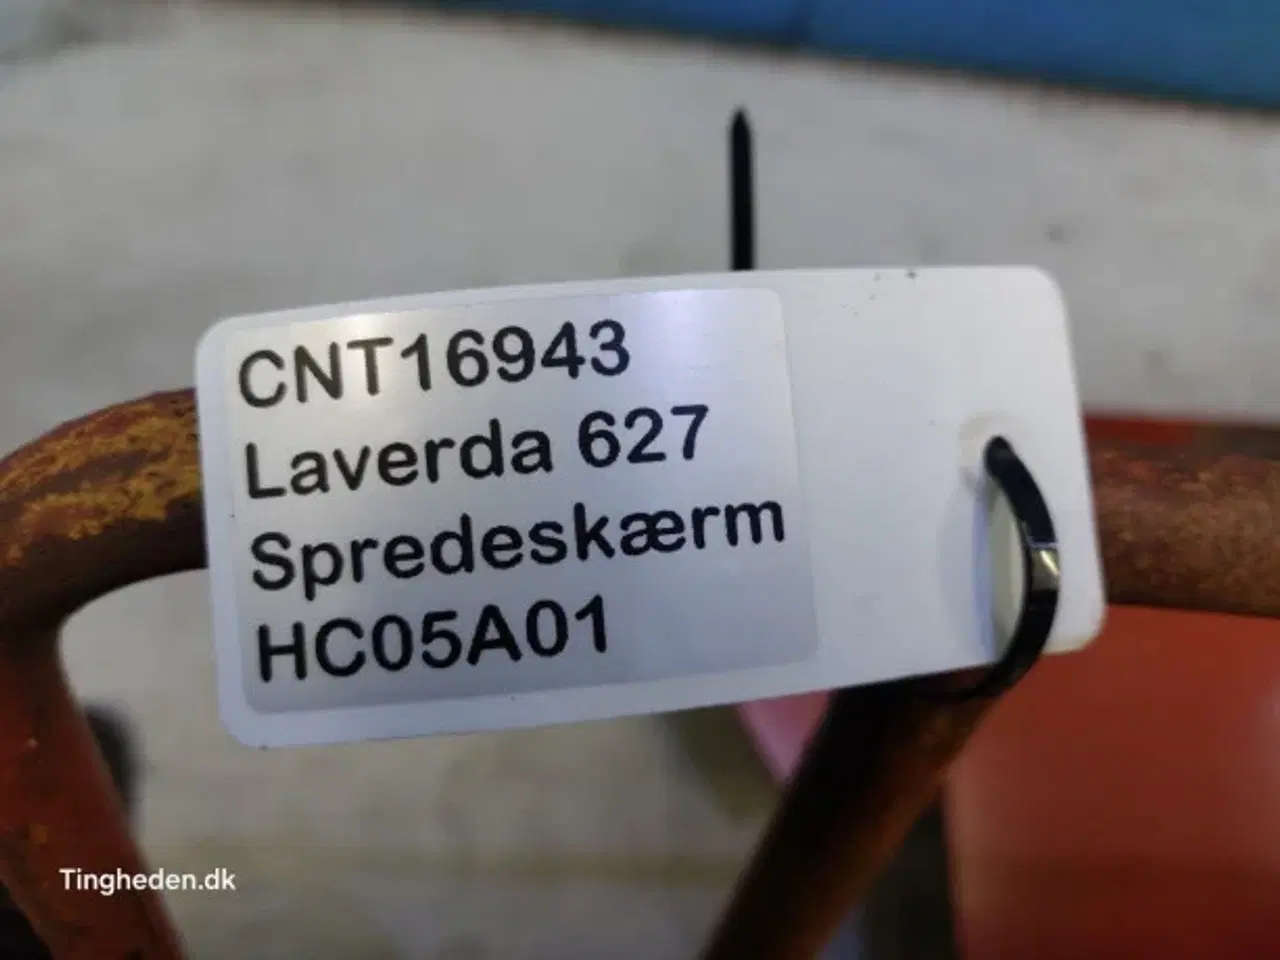 CNT16943
Laverda 627
Spredeskærm
HC05A01
Tingheden.dk